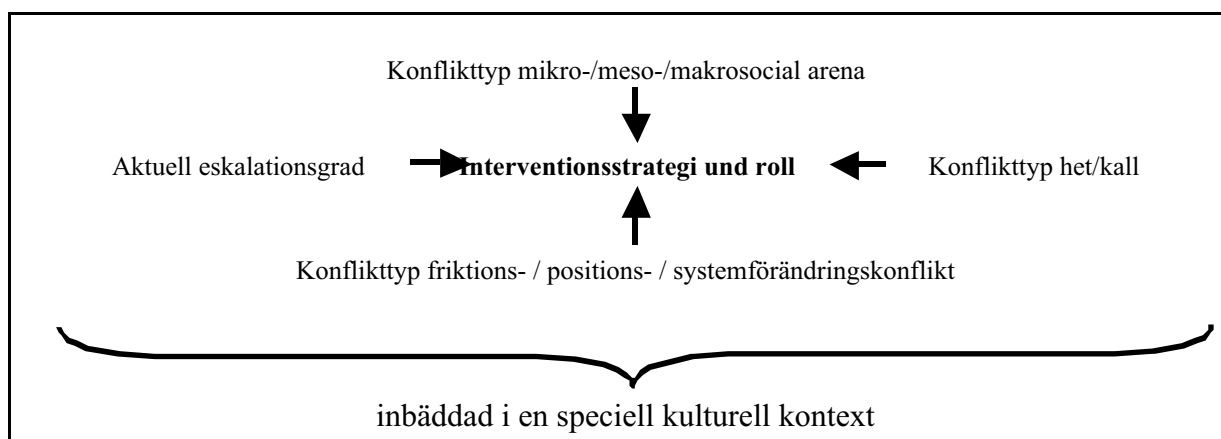 Konflikttyp mikro-/meso-/makrosocial arena
Aktuell eskalationsgrad Interventionsstrategi und roll Konflikttyp het/kall
Konflikttyp friktions- / positions- / systemförändringskonflikt
inbäddad i en speciell kulturell kontext